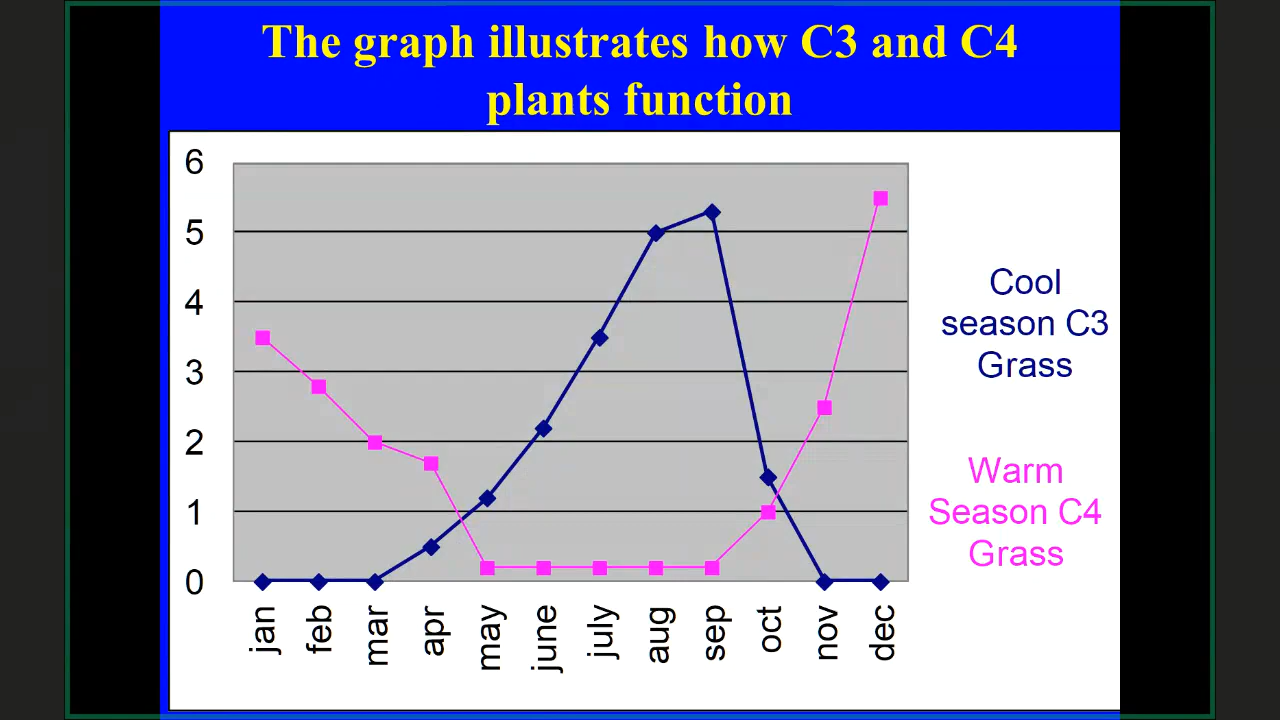 The graph illustrates how C3 and C4
plants function
6
5
4
3
2
1
0
jan
feb
mar
apr
may
june
july
aug
sep
oct
nov
dec
Cool
season C3
Grass
Warm
Season C4
Grass